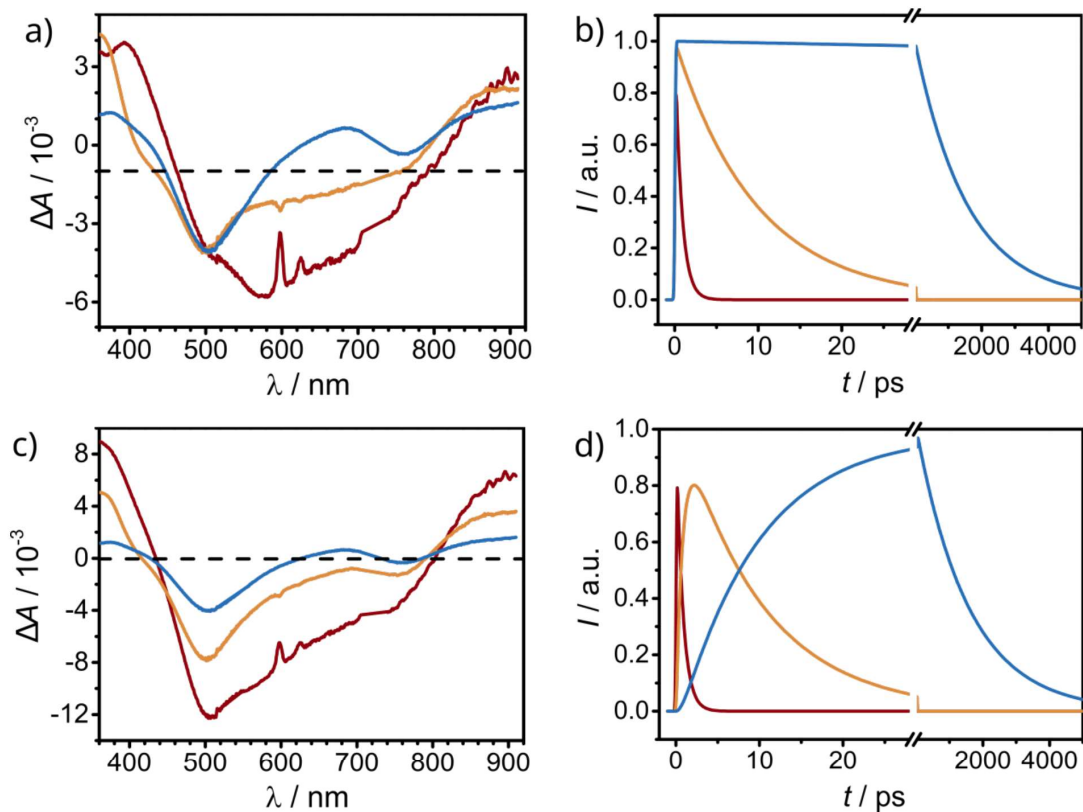 a)
ΔA / 10⁻³
3
0
-3
-6
400 500 600 700 800 900
λ / nm
b)
I / a.u.
1.0
0.8
0.6
0.4
0.2
0.0
0 10 20 2000 4000
t / ps
c)
ΔA / 10⁻³
8
4
0
-4
-8
-12
400 500 600 700 800 900
λ / nm
d)
I / a.u.
1.0
0.8
0.6
0.4
0.2
0.0
0 10 20 2000 4000
t / ps